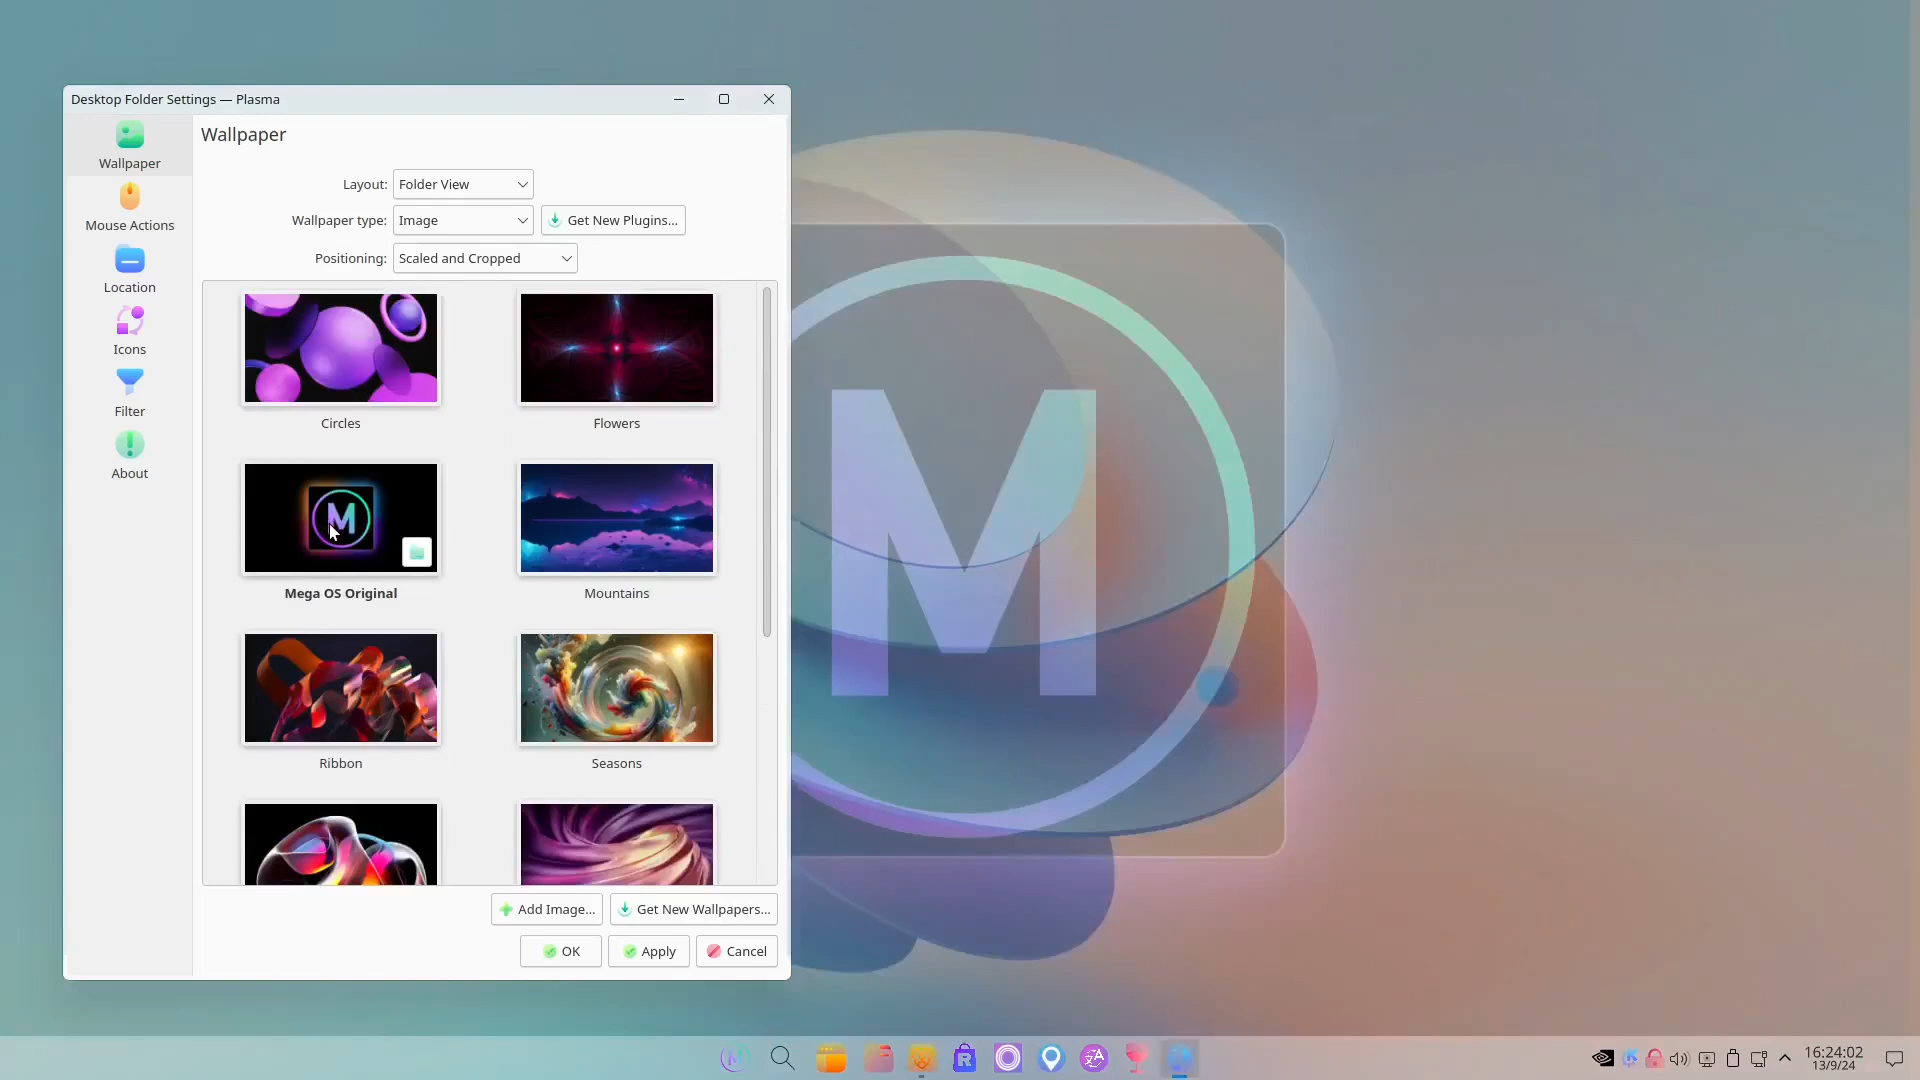 Desktop Folder Settings — Plasma
Wallpaper
Mouse Actions
Location
Icons
Filter
About
Wallpaper
Layout: Folder View
Wallpaper type: Image Get New Plugins...
Positioning: Scaled and Cropped
Circles Flowers
M
Mega OS Original Mountains
Ribbon Seasons
Add Image... Get New Wallpapers...
OK Apply Cancel
M
R
16:24:02
13/9/24